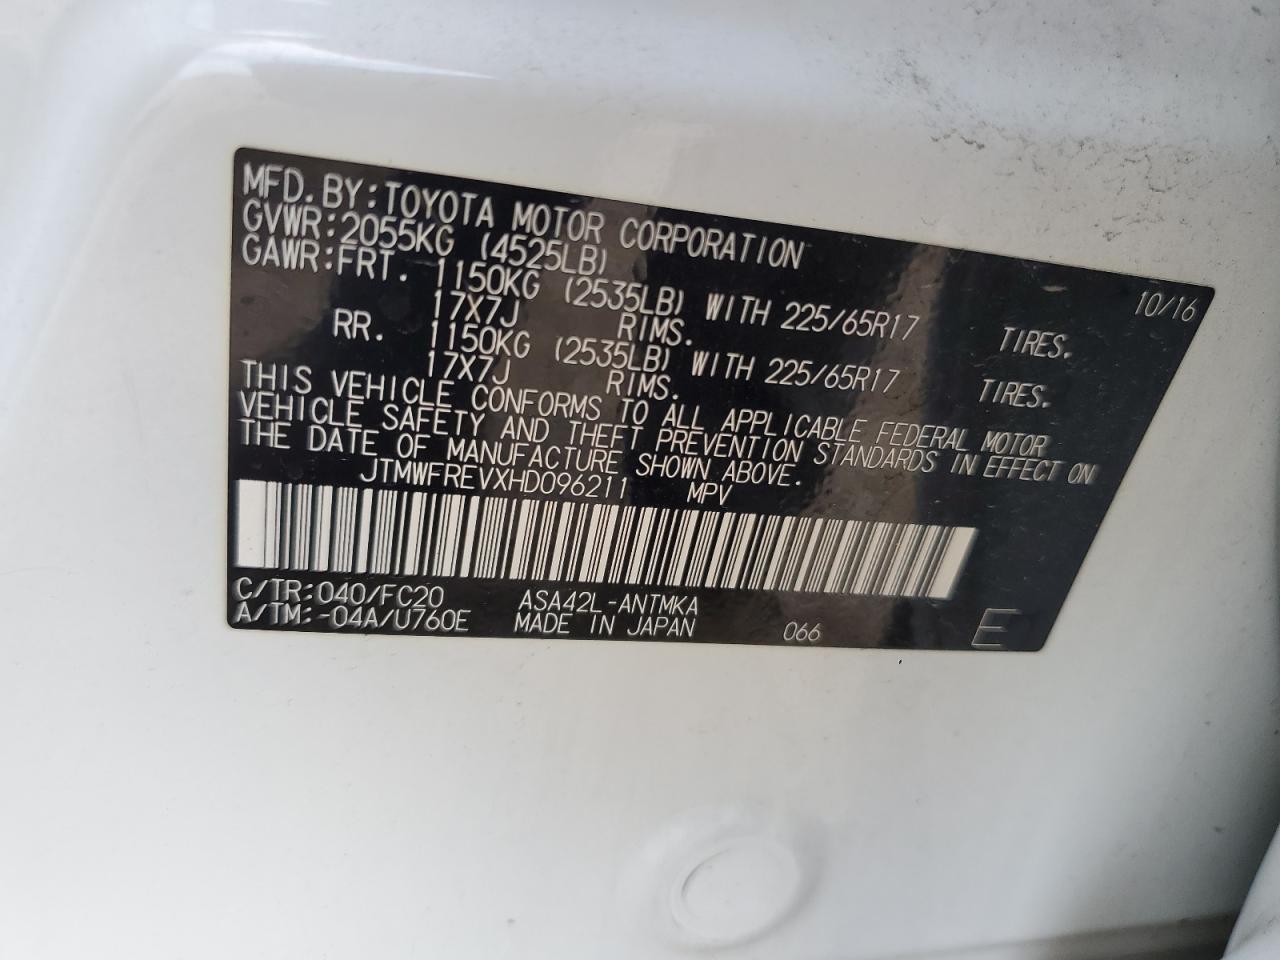 MFD. BY: TOYOTA MOTOR CORPORATION 10/16
GVWR: 2055KG (4525LB)
GAWR: FRT. 1150KG (2535LB) WITH 225/65R17 TIRES.
17X7J RIMS.
RR. 1150KG (2535LB) WITH 225/65R17 TIRES.
17X7J RIMS.
THIS VEHICLE CONFORMS TO ALL APPLICABLE FEDERAL MOTOR
VEHICLE SAFETY AND THEFT PREVENTION STANDARDS IN EFFECT ON
THE DATE OF MANUFACTURE SHOWN ABOVE.
JTMWFREVXHD096211 MPV
C/TR: 040/FC20 ASA42L-ANTMKA
A/TM: -04A/U760E MADE IN JAPAN 066 E